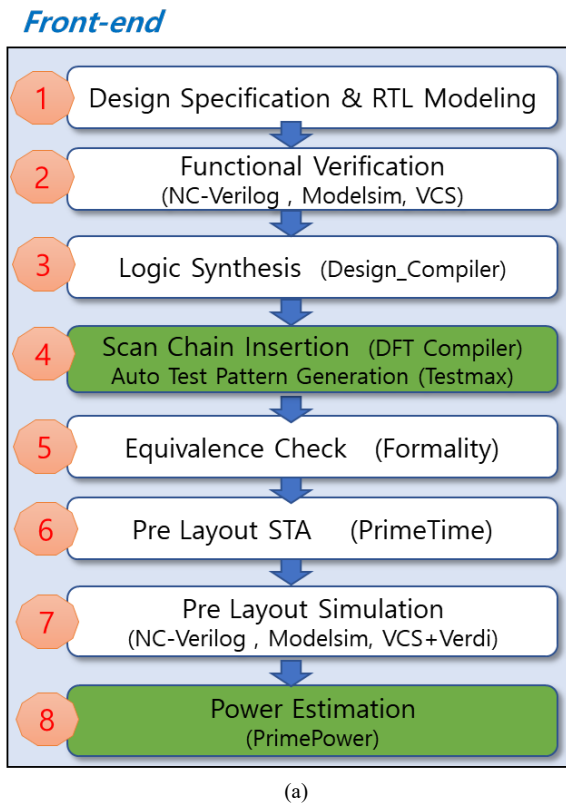 Front-end
1 Design Specification & RTL Modeling
2 Functional Verification
(NC-Verilog , Modelsim, VCS)
3 Logic Synthesis (Design_Compiler)
4 Scan Chain Insertion (DFT Compiler)
Auto Test Pattern Generation (Testmax)
5 Equivalence Check (Formality)
6 Pre Layout STA (PrimeTime)
7 Pre Layout Simulation
(NC-Verilog , Modelsim, VCS+Verdi)
8 Power Estimation
(PrimePower)
(a)